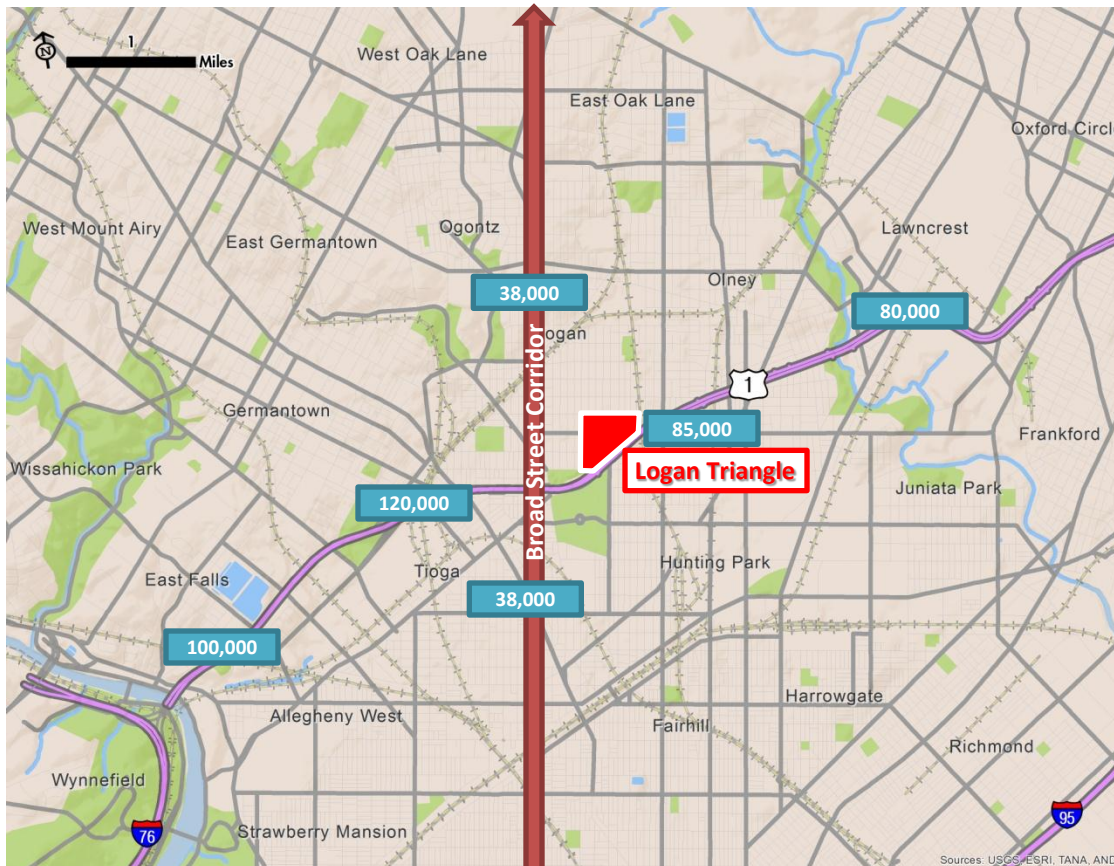 N
1
Miles
West Oak Lane
East Oak Lane
Oxford Circl
West Mount Airy
East Germantown
Ogontz
Lawncrest
Olney
38,000
80,000
ogan
Broad Street Corridor
1
Germantown
85,000
Frankford
Wissahickon Park
Logan Triangle
Juniata Park
120,000
Hunting Park
Tioga
East Falls
38,000
100,000
Harrowgate
Allegheny West
Fairhill
Richmond
Wynnefield
76
95
Strawberry Mansion
Sources: USGS, ESRI, TANA, AND